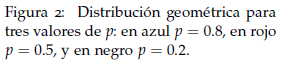 Figura 2: Distribución geométrica para
tres valores de p: en azul p = 0.8, en rojo
p = 0.5, y en negro p = 0.2.